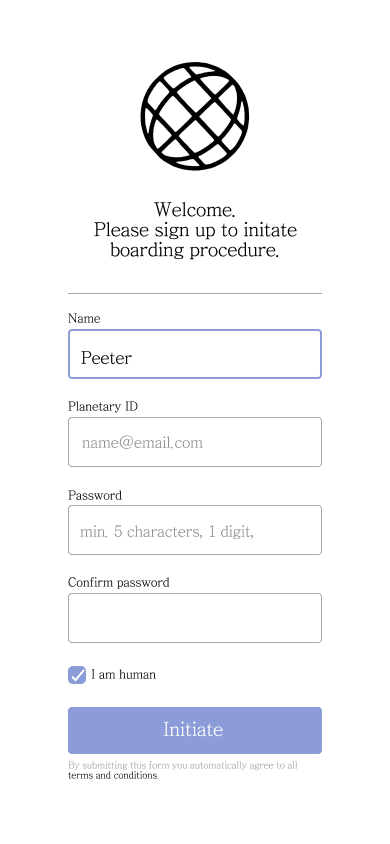 Welcome.
Please sign up to initate
boarding procedure.
Name
Peeter
Planetary ID
name@email.com
Password
min. 5 characters, 1 digit,
Confirm password
I am human
Initiate
By submitting this form you automatically agree to all
terms and conditions